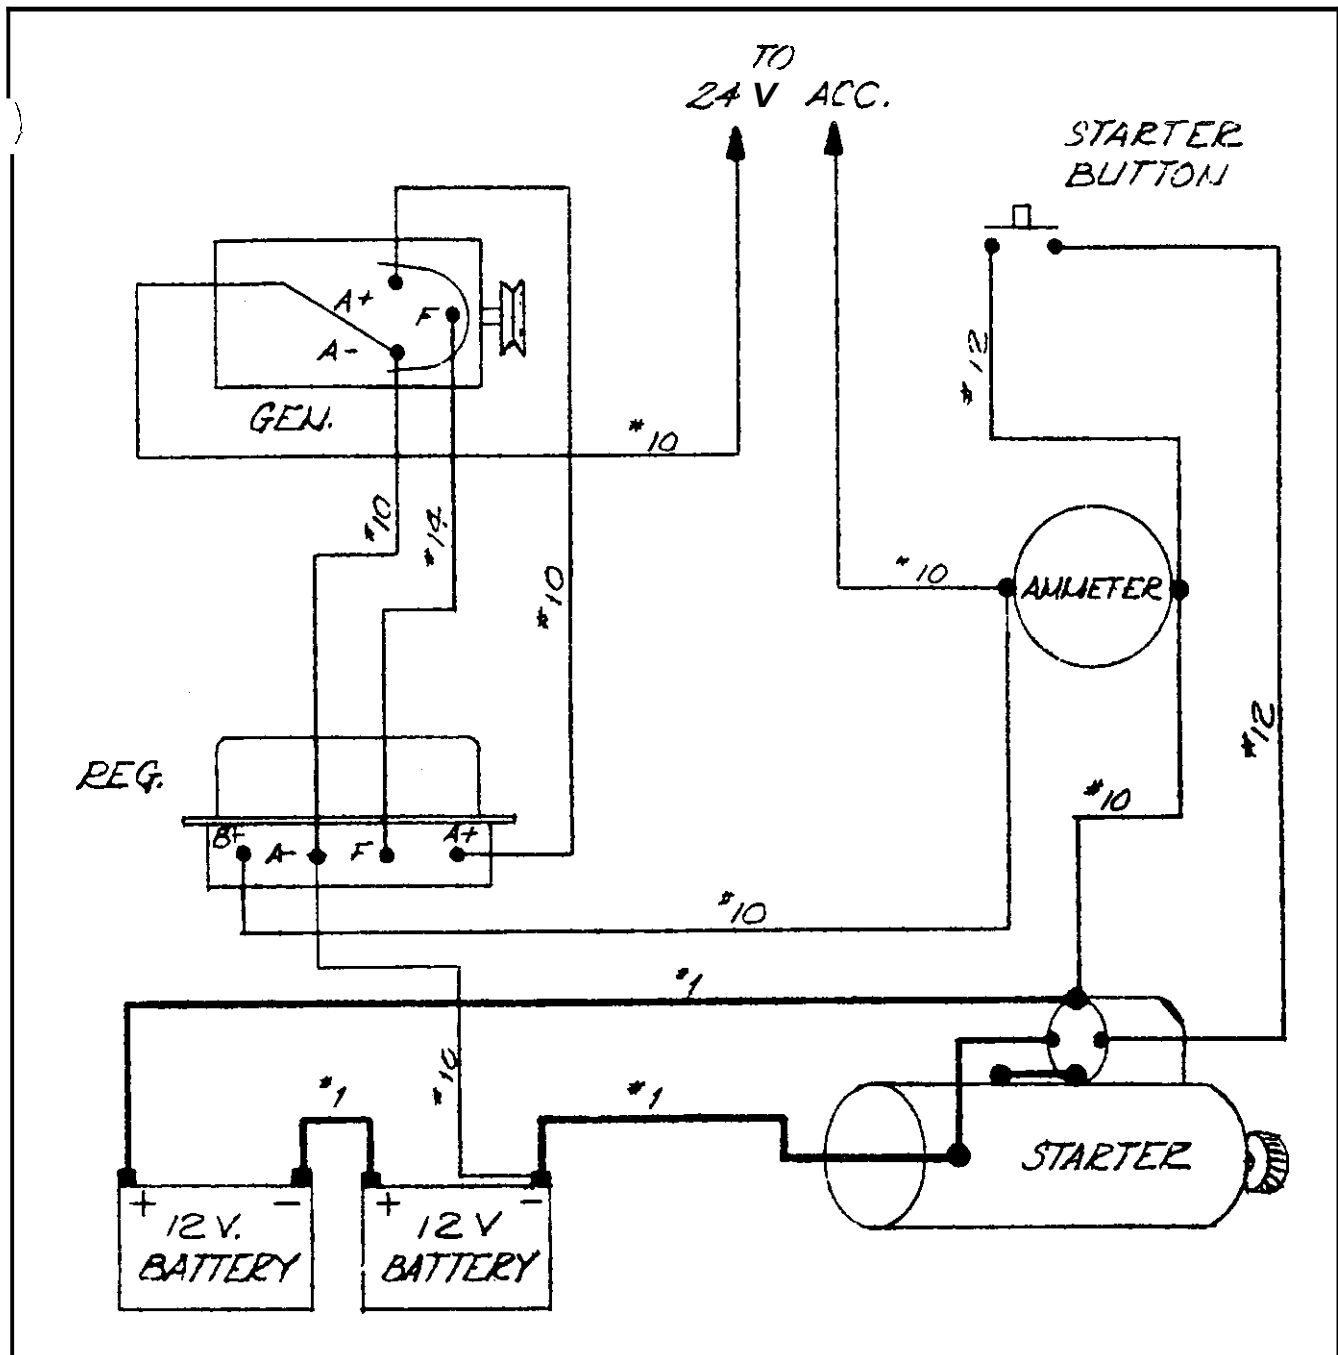 TO
24 V ACC.
STARTER
BUTTON
A+
F
A-
GEN.
#12
#10
#10
#14
#10
#10
AMMETER
#12
REG.
#10
B+
A-
F
A+
#10
#1
#10
#1
#1
STARTER
+
-
12 V.
BATTERY
+
-
12 V
BATTERY